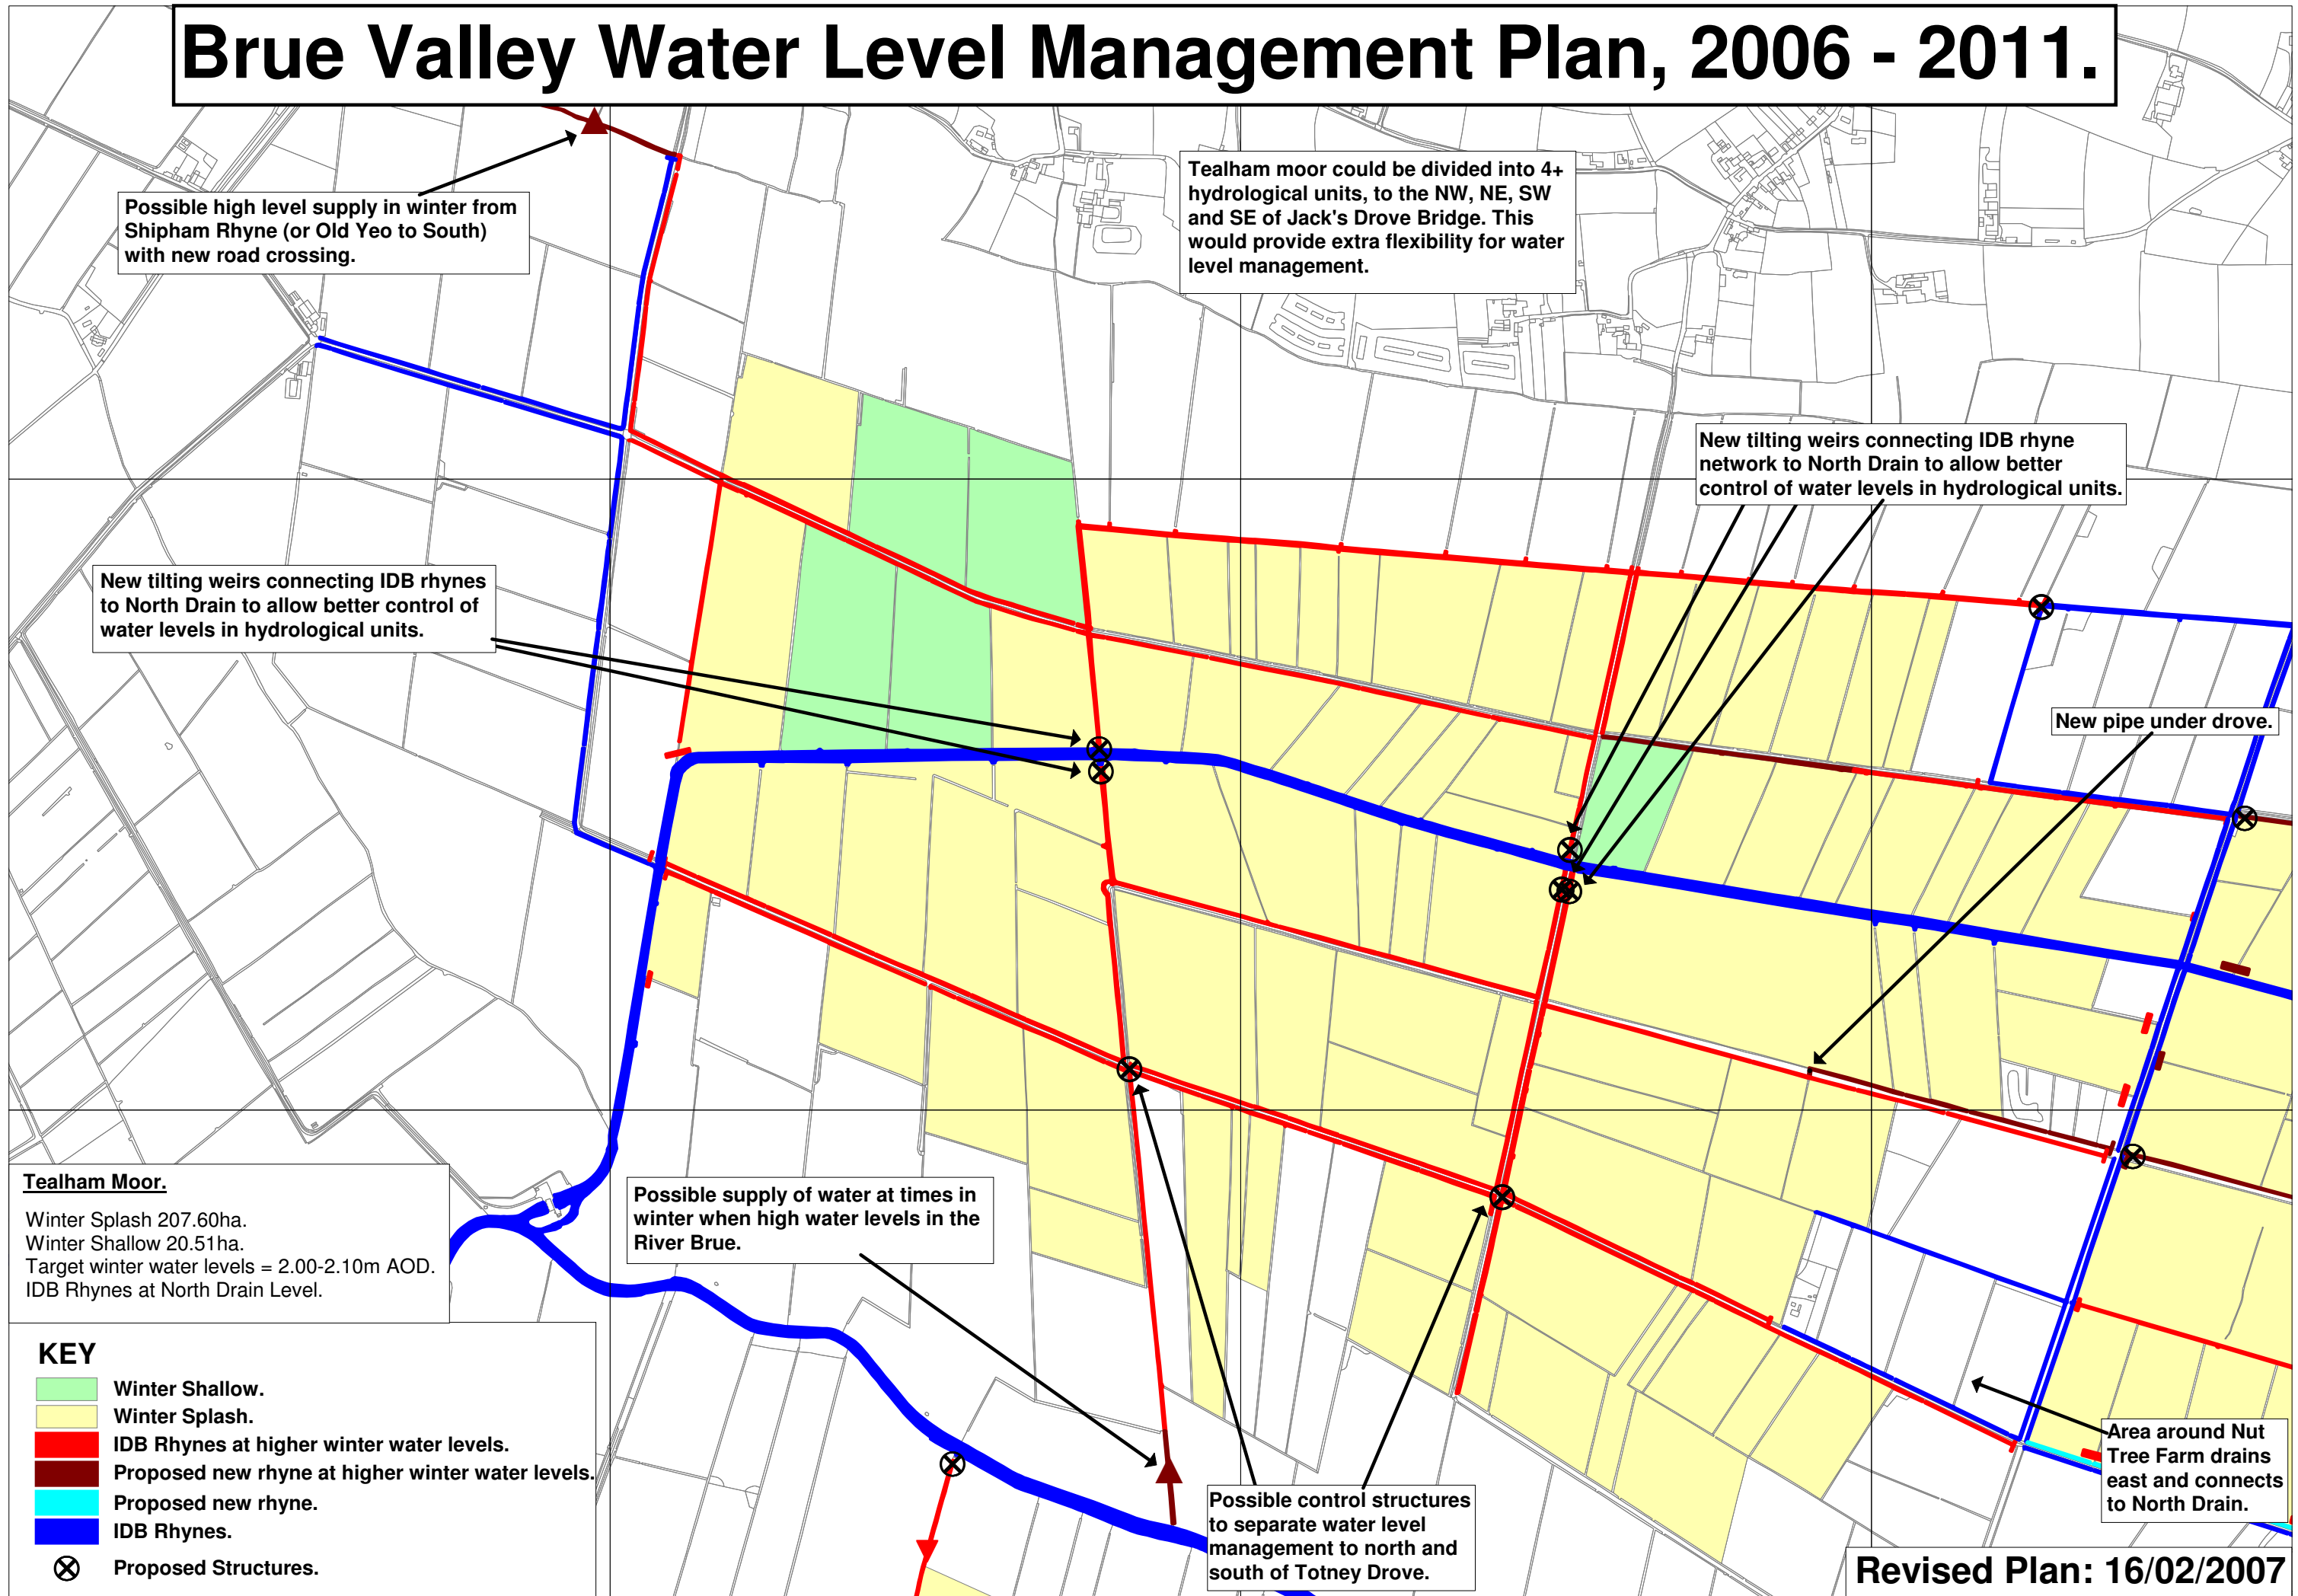 Brue Valley Water Level Management Plan, 2006 - 2011.
Possible high level supply in winter from
Shipham Rhyne (or Old Yeo to South)
with new road crossing.
Tealham moor could be divided into 4+
hydrological units, to the NW, NE, SW
and SE of Jack's Drove Bridge. This
would provide extra flexibility for water
level management.
New tilting weirs connecting IDB rhyne
network to North Drain to allow better
control of water levels in hydrological units.
New tilting weirs connecting IDB rhynes
to North Drain to allow better control of
water levels in hydrological units.
New pipe under drove.
Tealham Moor.
Winter Splash 207.60ha.
Winter Shallow 20.51ha.
Target winter water levels = 2.00-2.10m AOD.
IDB Rhynes at North Drain Level.
Possible supply of water at times in
winter when high water levels in the
River Brue.
KEY
Winter Shallow.
Winter Splash.
IDB Rhynes at higher winter water levels.
Proposed new rhyne at higher winter water levels.
Proposed new rhyne.
IDB Rhynes.
Proposed Structures.
Possible control structures
to separate water level
management to north and
south of Totney Drove.
Area around Nut
Tree Farm drains
east and connects
to North Drain.
Revised Plan: 16/02/2007